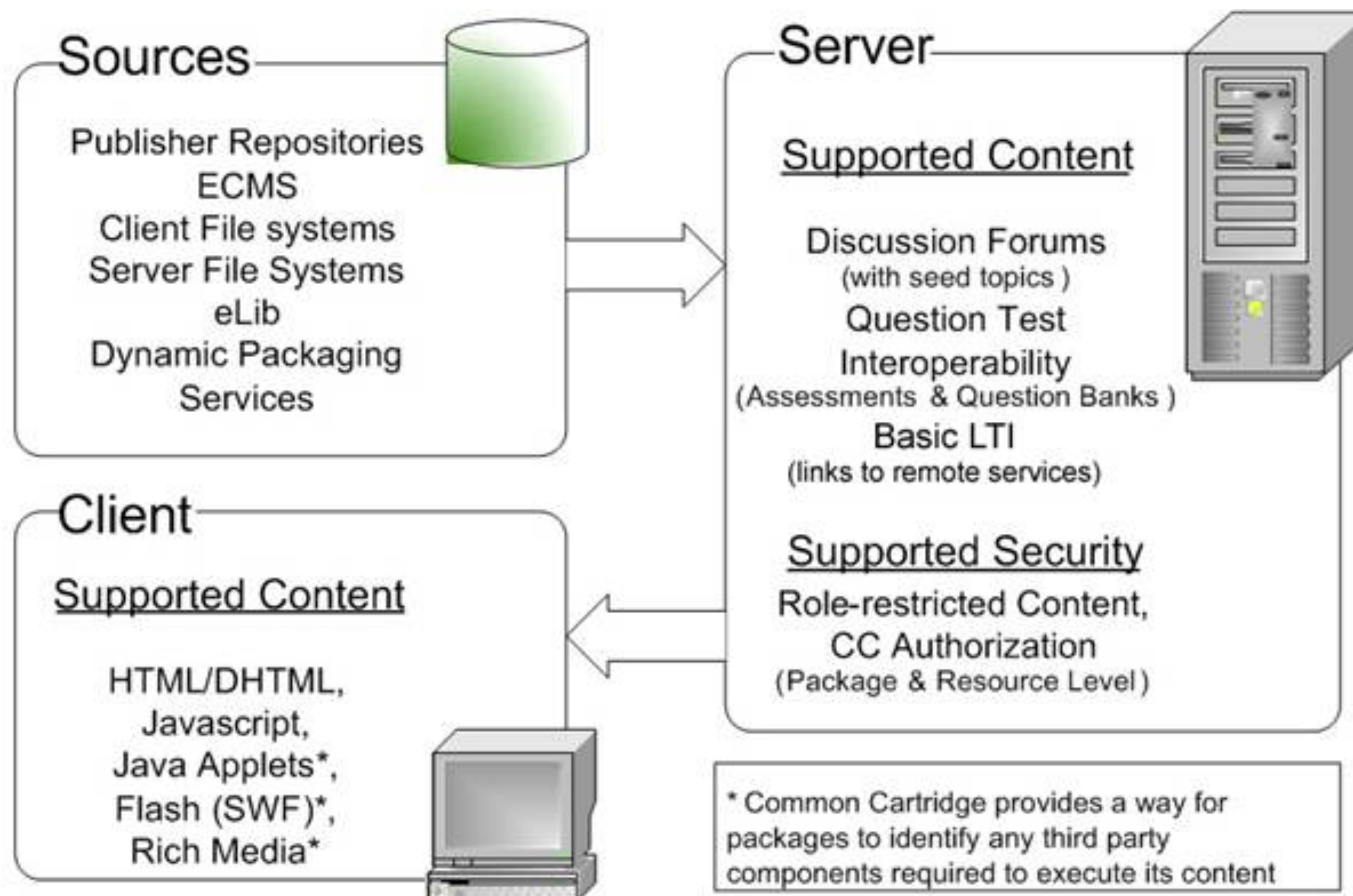 Sources
Publisher Repositories
ECMS
Client File systems
Server File Systems
eLib
Dynamic Packaging
Services
Server
Supported Content
Discussion Forums
(with seed topics )
Question Test
Interoperability
(Assessments & Question Banks )
Basic LTI
(links to remote services)
Supported Security
Role-restricted Content,
CC Authorization
(Package & Resource Level)
Client
Supported Content
HTML/DHTML,
Javascript,
Java Applets*,
Flash (SWF)*,
Rich Media*
* Common Cartridge provides a way for
packages to identify any third party
components required to execute its content